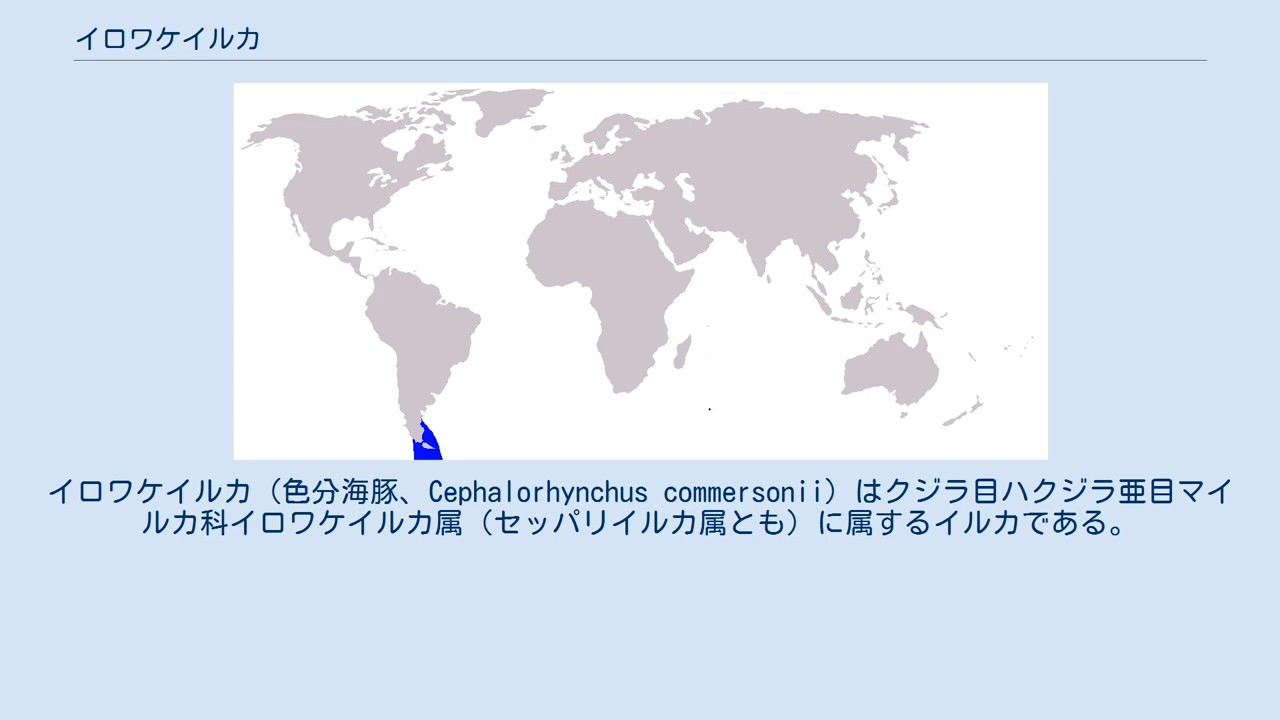 イロワケイルカ
イロワケイルカ（色分海豚、Cephalorhynchus commersonii）はクジラ目ハクジラ亜目マイ
ルカ科イロワケイルカ属（セッパリイルカ属とも）に属するイルカである。